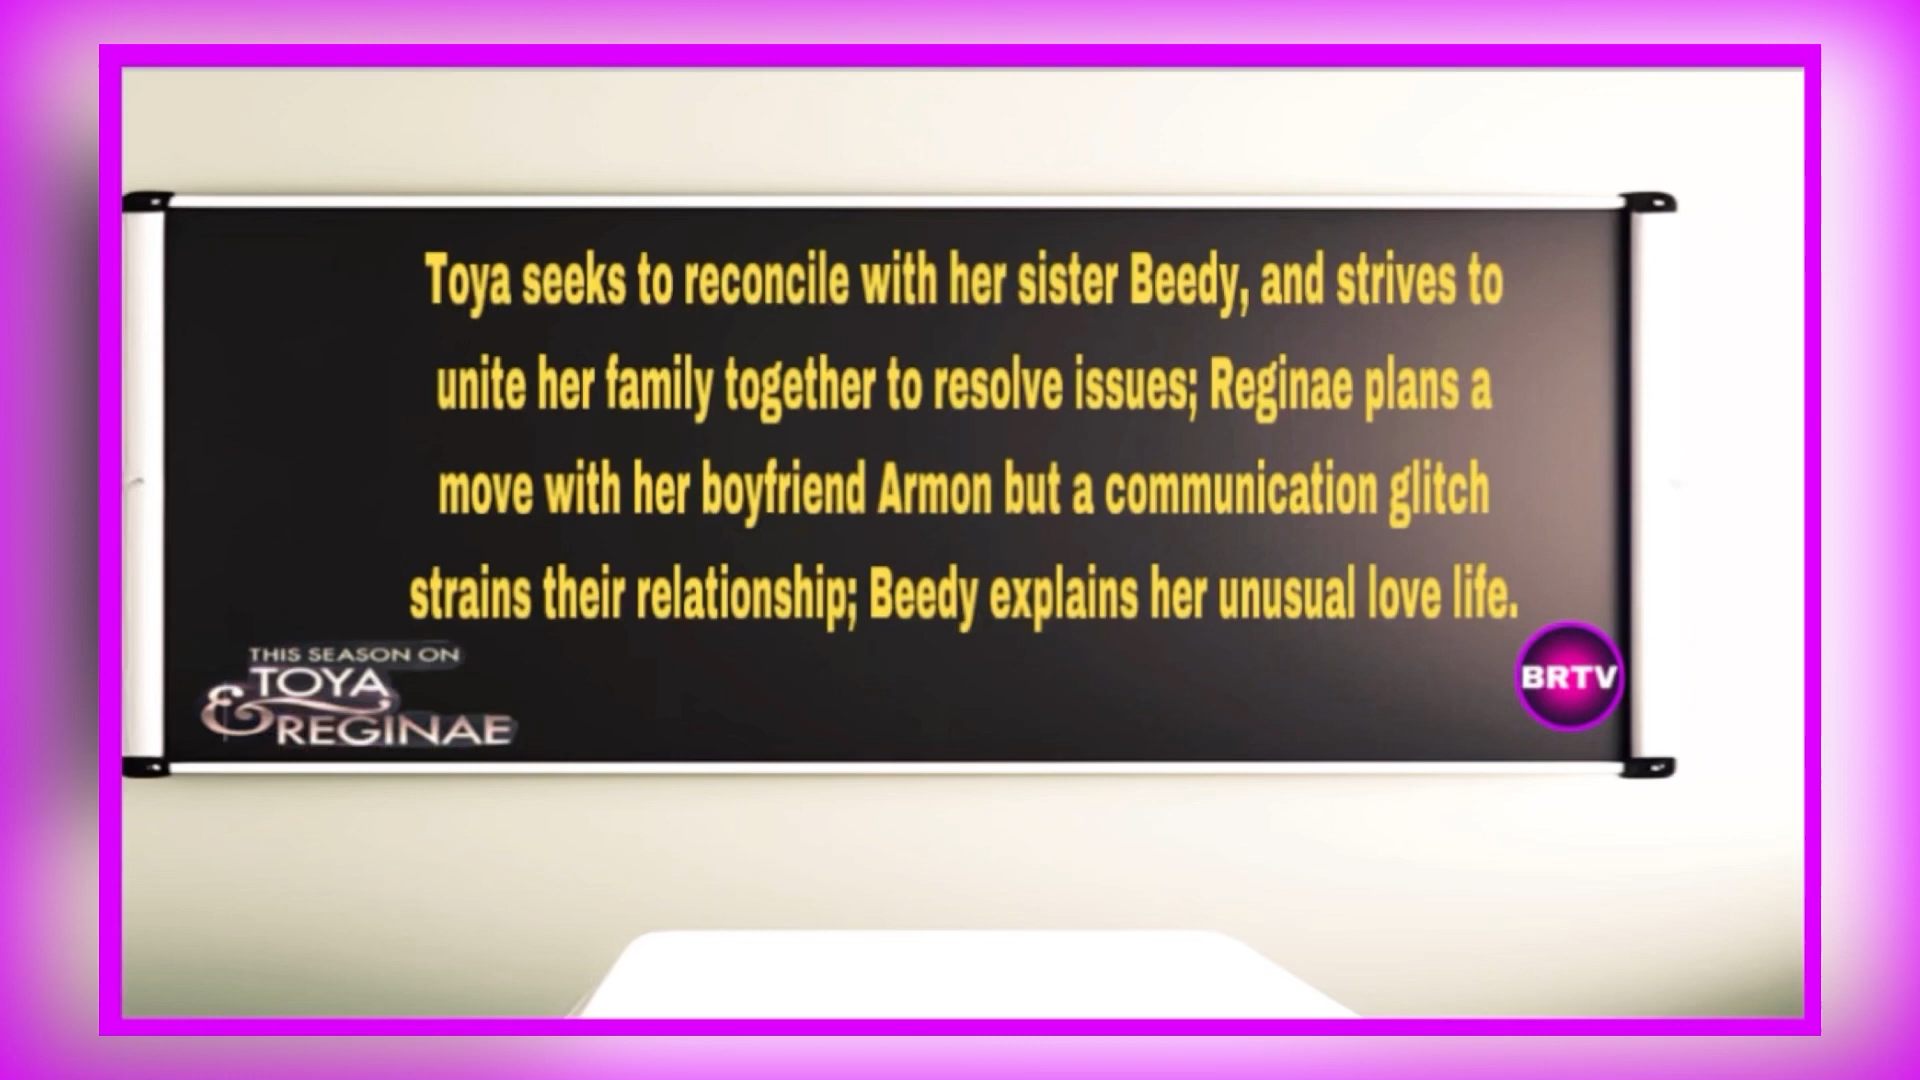 Toya seeks to reconcile with her sister Beedy, and strives to
unite her family together to resolve issues; Reginae plans a
move with her boyfriend Armon but a communication glitch
strains their relationship; Beedy explains her unusual love life.
THIS SEASON ON
TOYA
& REGINAE
BRTV